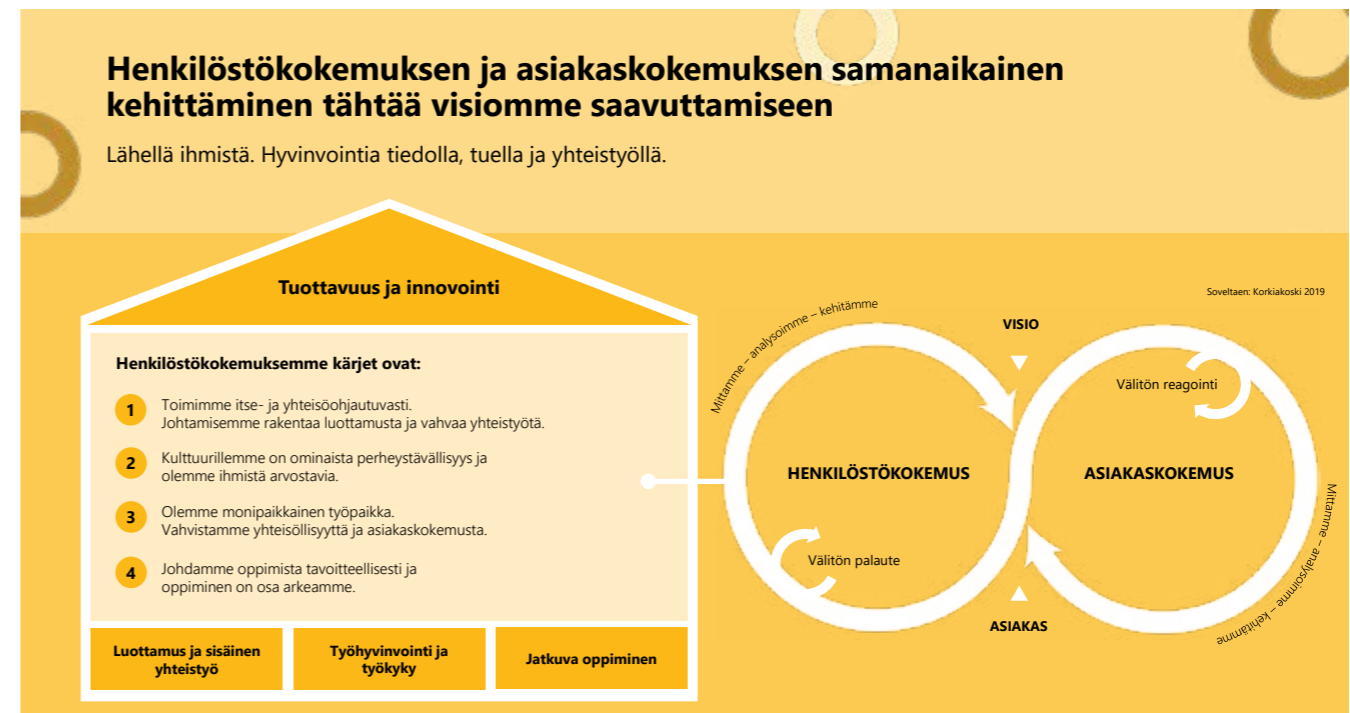 Henkilöstökokemuksen ja asiakaskokemuksen samanaikainen
kehittäminen tähtää visiomme saavuttamiseen
Lähellä ihmistä. Hyvinvointia tiedolla, tuella ja yhteistyöllä.
Tuottavuus ja innovointi
Henkilöstökokemuksemme kärjet ovat:
1 Toimimme itse- ja yhteisöohjautuvasti.
Johtamisemme rakentaa luottamusta ja vahvaa yhteistyötä.
2 Kulttuurillemme on ominaista perheystävällisyys ja
olemme ihmistä arvostavia.
3 Olemme monipaikkainen työpaikka.
Vahvistamme yhteisöllisyyttä ja asiakaskokemusta.
4 Johdamme oppimista tavoitteellisesti ja
oppiminen on osa arkeamme.
Luottamus ja sisäinen
yhteistyö
Työhyvinvointi ja
työkyky
Jatkuva oppiminen
Soveltaen: Korkiakoski 2019
Mittamme – analysoimme – kehitämme
VISIO
Välitön reagointi
HENKILÖSTÖKOKEMUS
ASIAKASKOKEMUS
Välitön palaute
ASIAKAS
Mittamme – analysoimme – kehitämme